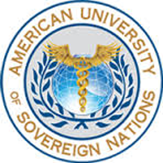 AMERICAN UNIVERSITY
OF SOVEREIGN NATIONS